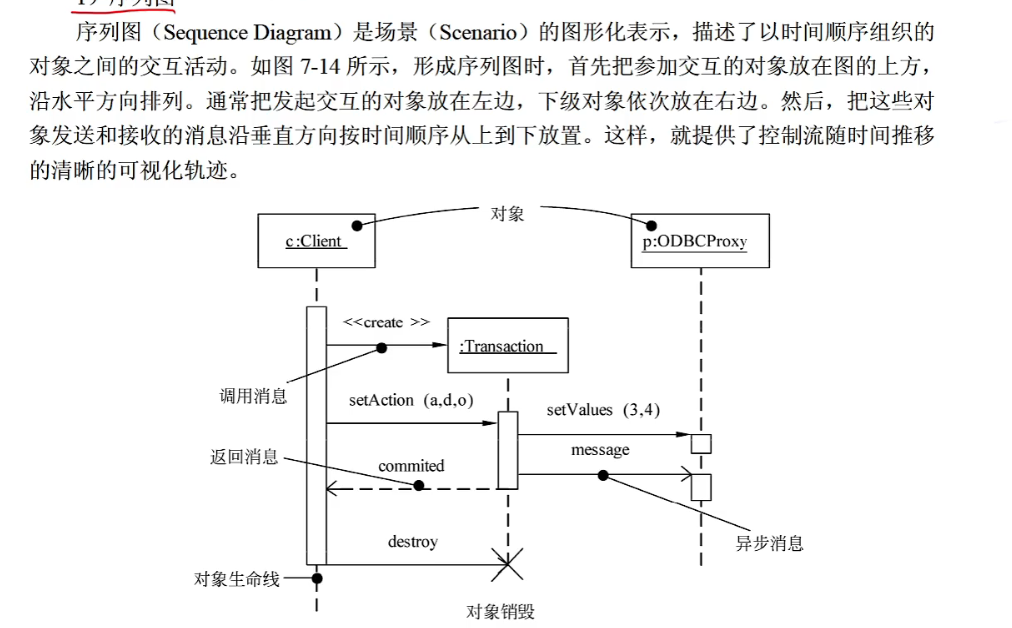 1）序列图
序列图（Sequence Diagram）是场景（Scenario）的图形化表示，描述了以时间顺序组织的
对象之间的交互活动。如图 7-14 所示，形成序列图时，首先把参加交互的对象放在图的上方，
沿水平方向排列。通常把发起交互的对象放在左边，下级对象依次放在右边。然后，把这些对
象发送和接收的消息沿垂直方向按时间顺序从上到下放置。这样，就提供了控制流随时间推移
的清晰的可视化轨迹。
对象
c:Client
p:ODBCProxy
<<create >>
:Transaction
调用消息
setAction (a,d,o)
setValues (3,4)
返回消息
commited
message
destroy
异步消息
对象生命线
对象销毁